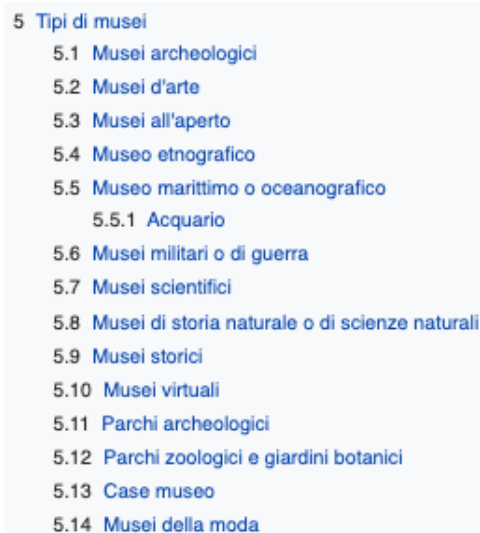 5 Tipi di musei
5.1 Musei archeologici
5.2 Musei d'arte
5.3 Musei all'aperto
5.4 Museo etnografico
5.5 Museo marittimo o oceanografico
5.5.1 Acquario
5.6 Musei militari o di guerra
5.7 Musei scientifici
5.8 Musei di storia naturale o di scienze naturali
5.9 Musei storici
5.10 Musei virtuali
5.11 Parchi archeologici
5.12 Parchi zoologici e giardini botanici
5.13 Case museo
5.14 Musei della moda